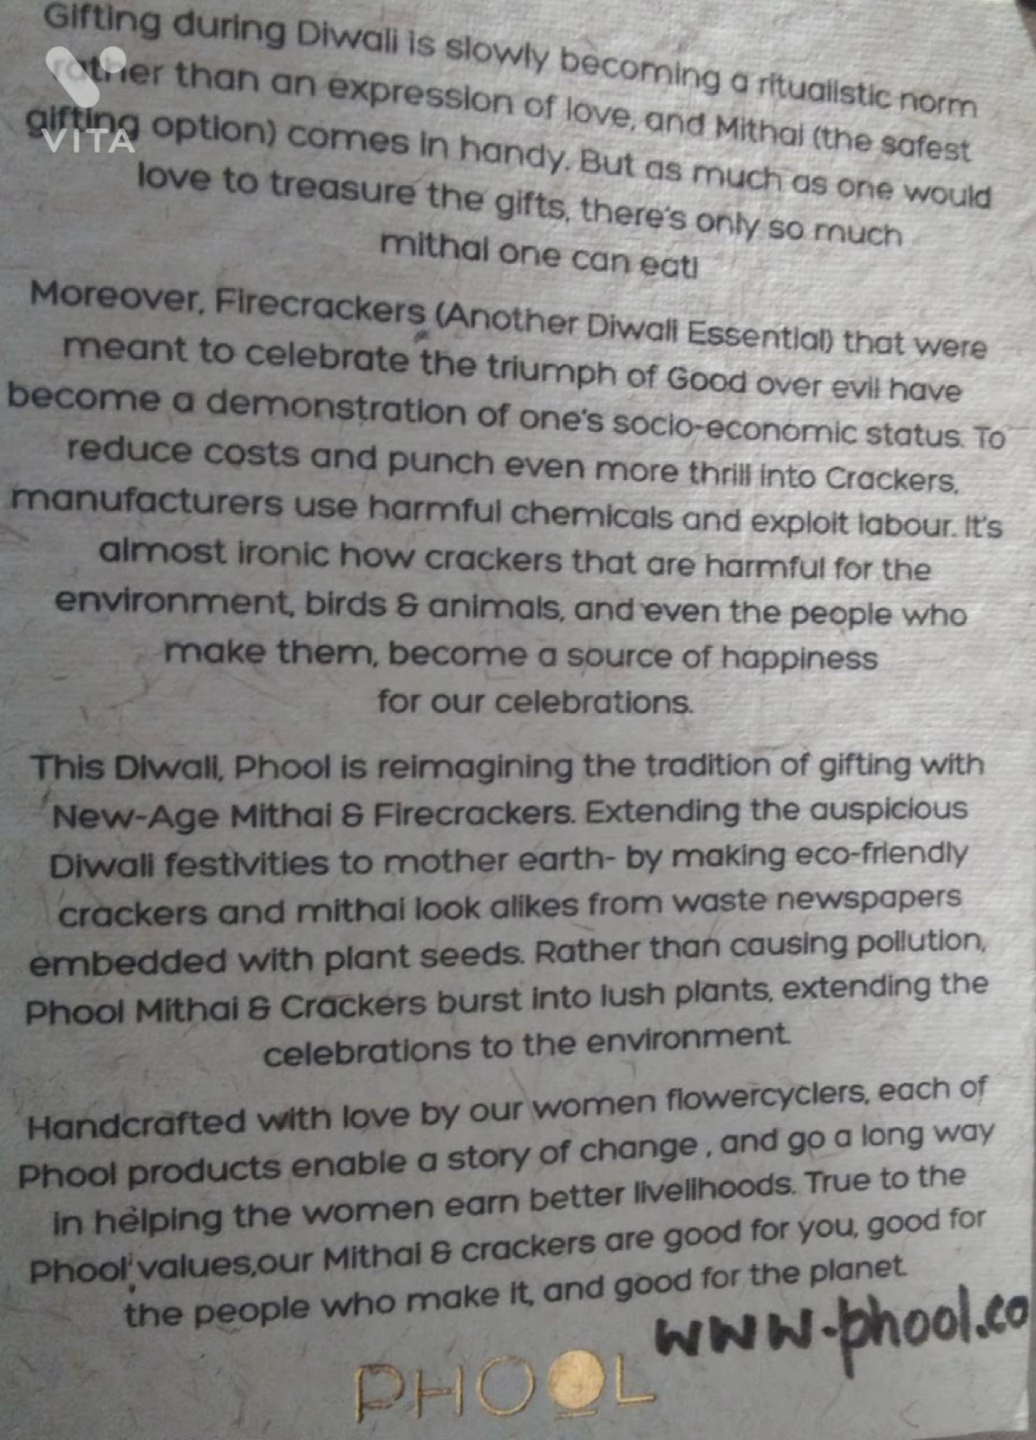 Gifting during Diwali is slowly becoming a ritualistic norm
rather than an expression of love, and Mithai (the safest
gifting option) comes in handy. But as much as one would
love to treasure the gifts, there's only so much
mithai one can eat!
Moreover, Firecrackers (Another Diwali Essential) that were
meant to celebrate the triumph of Good over evil have
become a demonstration of one's socio-economic status. To
reduce costs and punch even more thrill into Crackers,
manufacturers use harmful chemicals and exploit labour. It's
almost ironic how crackers that are harmful for the
environment, birds & animals, and even the people who
make them, become a source of happiness
for our celebrations.
This Diwali, Phool is reimagining the tradition of gifting with
New-Age Mithai & Firecrackers. Extending the auspicious
Diwali festivities to mother earth- by making eco-friendly
crackers and mithai look alikes from waste newspapers
embedded with plant seeds. Rather than causing pollution,
Phool Mithai & Crackers burst into lush plants, extending the
celebrations to the environment.
Handcrafted with love by our women flowercyclers, each of
Phool products enable a story of change , and go a long way
in helping the women earn better livelihoods. True to the
Phool' values,our Mithai & crackers are good for you, good for
the people who make it, and good for the planet.
www.phool.co
PHOOL
VITA